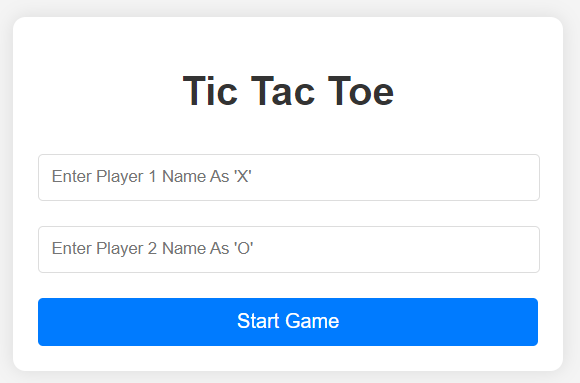 Tic Tac Toe
Enter Player 1 Name As 'X'
Enter Player 2 Name As 'O'
Start Game